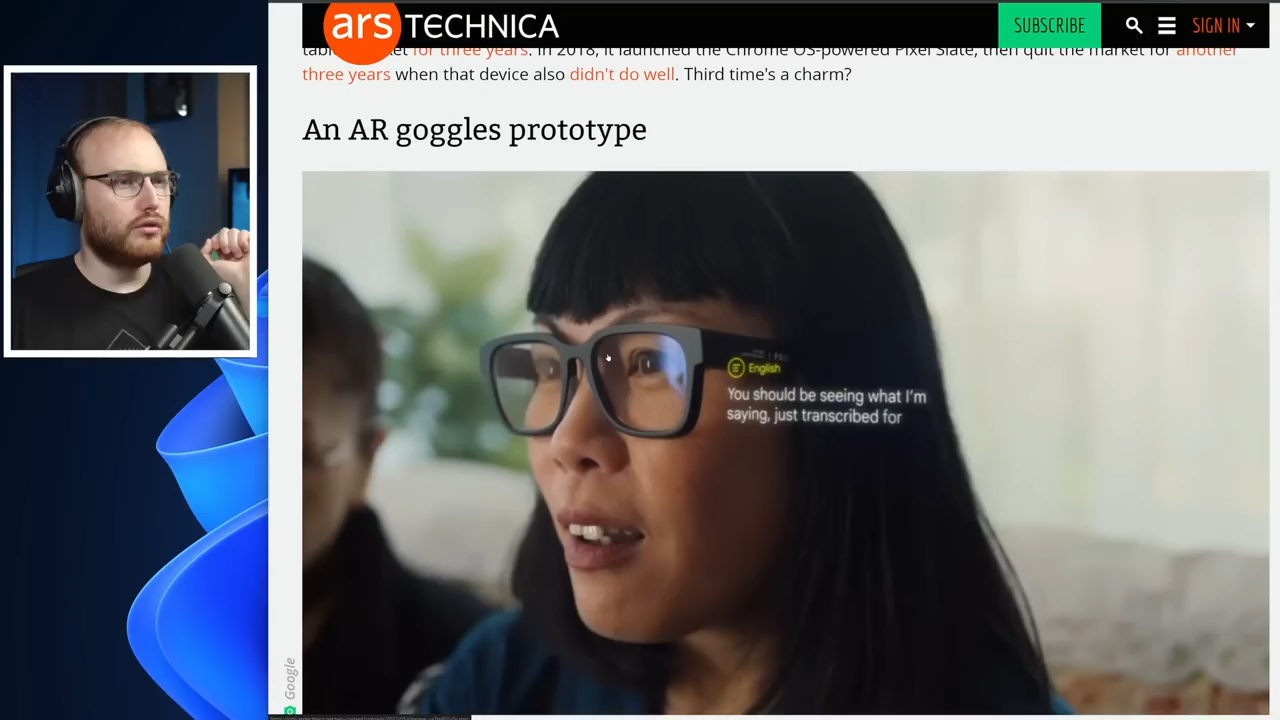 ars TECHNICA
SUBSCRIBE
SIGN IN
for three years. In 2018, it launched the Chrome OS-powered Pixel Slate, then quit the market for another
three years when that device also didn't do well. Third time's a charm?
An AR goggles prototype
PRO
English
You should be seeing what I'm
saying, just transcribed for
Google